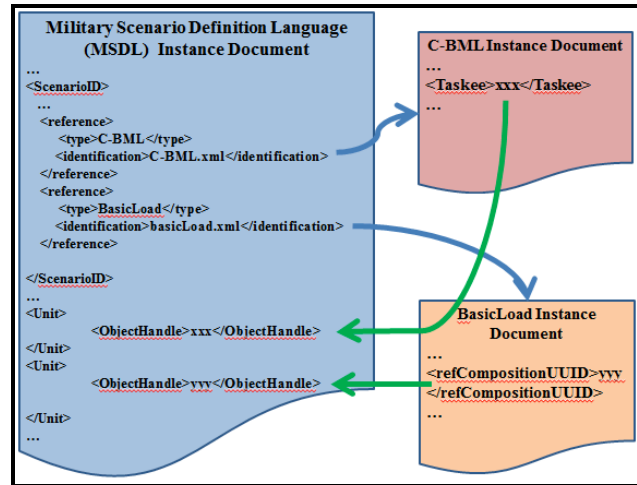 Military Scenario Definition Language
(MSDL) Instance Document
...
<ScenarioID>
...
<reference>
<type>C-BML</type>
<identification>C-BML.xml</identification>
</reference>
<reference>
<type>BasicLoad</type>
<identification>basicLoad.xml</identification>
</reference>
</ScenarioID>
...
<Unit>
<ObjectHandle>xxx</ObjectHandle>
</Unit>
<Unit>
<ObjectHandle>yyy</ObjectHandle>
</Unit>
...
C-BML Instance Document
...
<Taskee>xxx</Taskee>
...
BasicLoad Instance
Document
...
<refCompositionUUID>yyy
</refCompositionUUID>
...